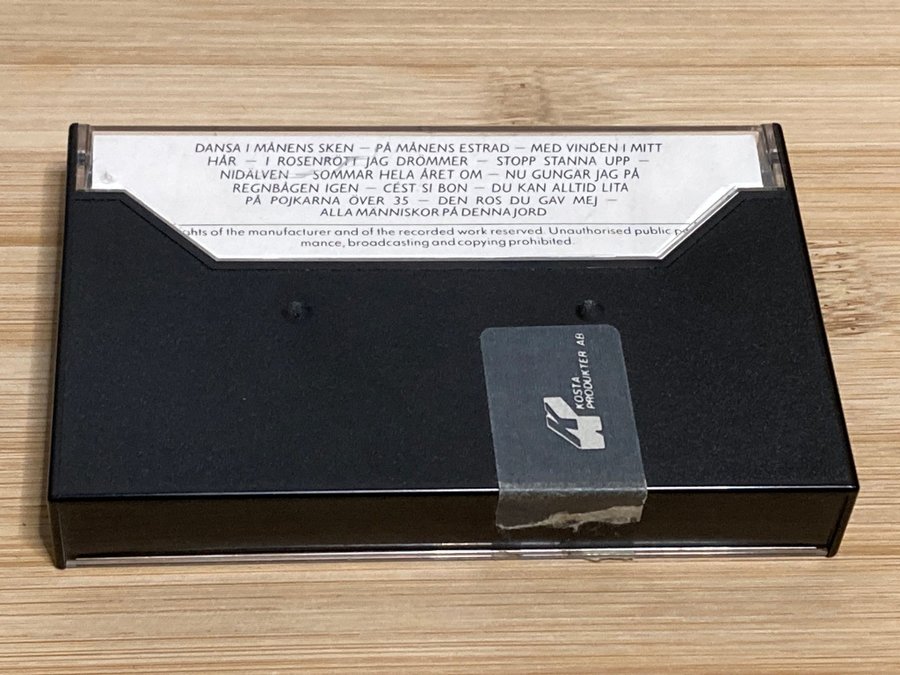 DANSA I MÅNENS SKEN – PÅ MÅNENS ESTRAD – MED VINDEN I MITT
HÅR – I ROSENRÖTT JAG DRÖMMER – STOPP STANNA UPP –
NIDÄLVEN – SOMMAR HELA ÅRET OM – NU GUNGAR JAG PÅ
REGNBÅGEN IGEN – CÉST SI BON – DU KAN ALLTID LITA
PÅ POJKARNA ÖVER 35 – DEN ROS DU GAV MEJ –
ALLA MÄNNISKOR PÅ DENNA JORD
ghts of the manufacturer and of the recorded work reserved. Unauthorised public pe
mance, broadcasting and copying prohibited.
KOSTA
PRODUKTER AB